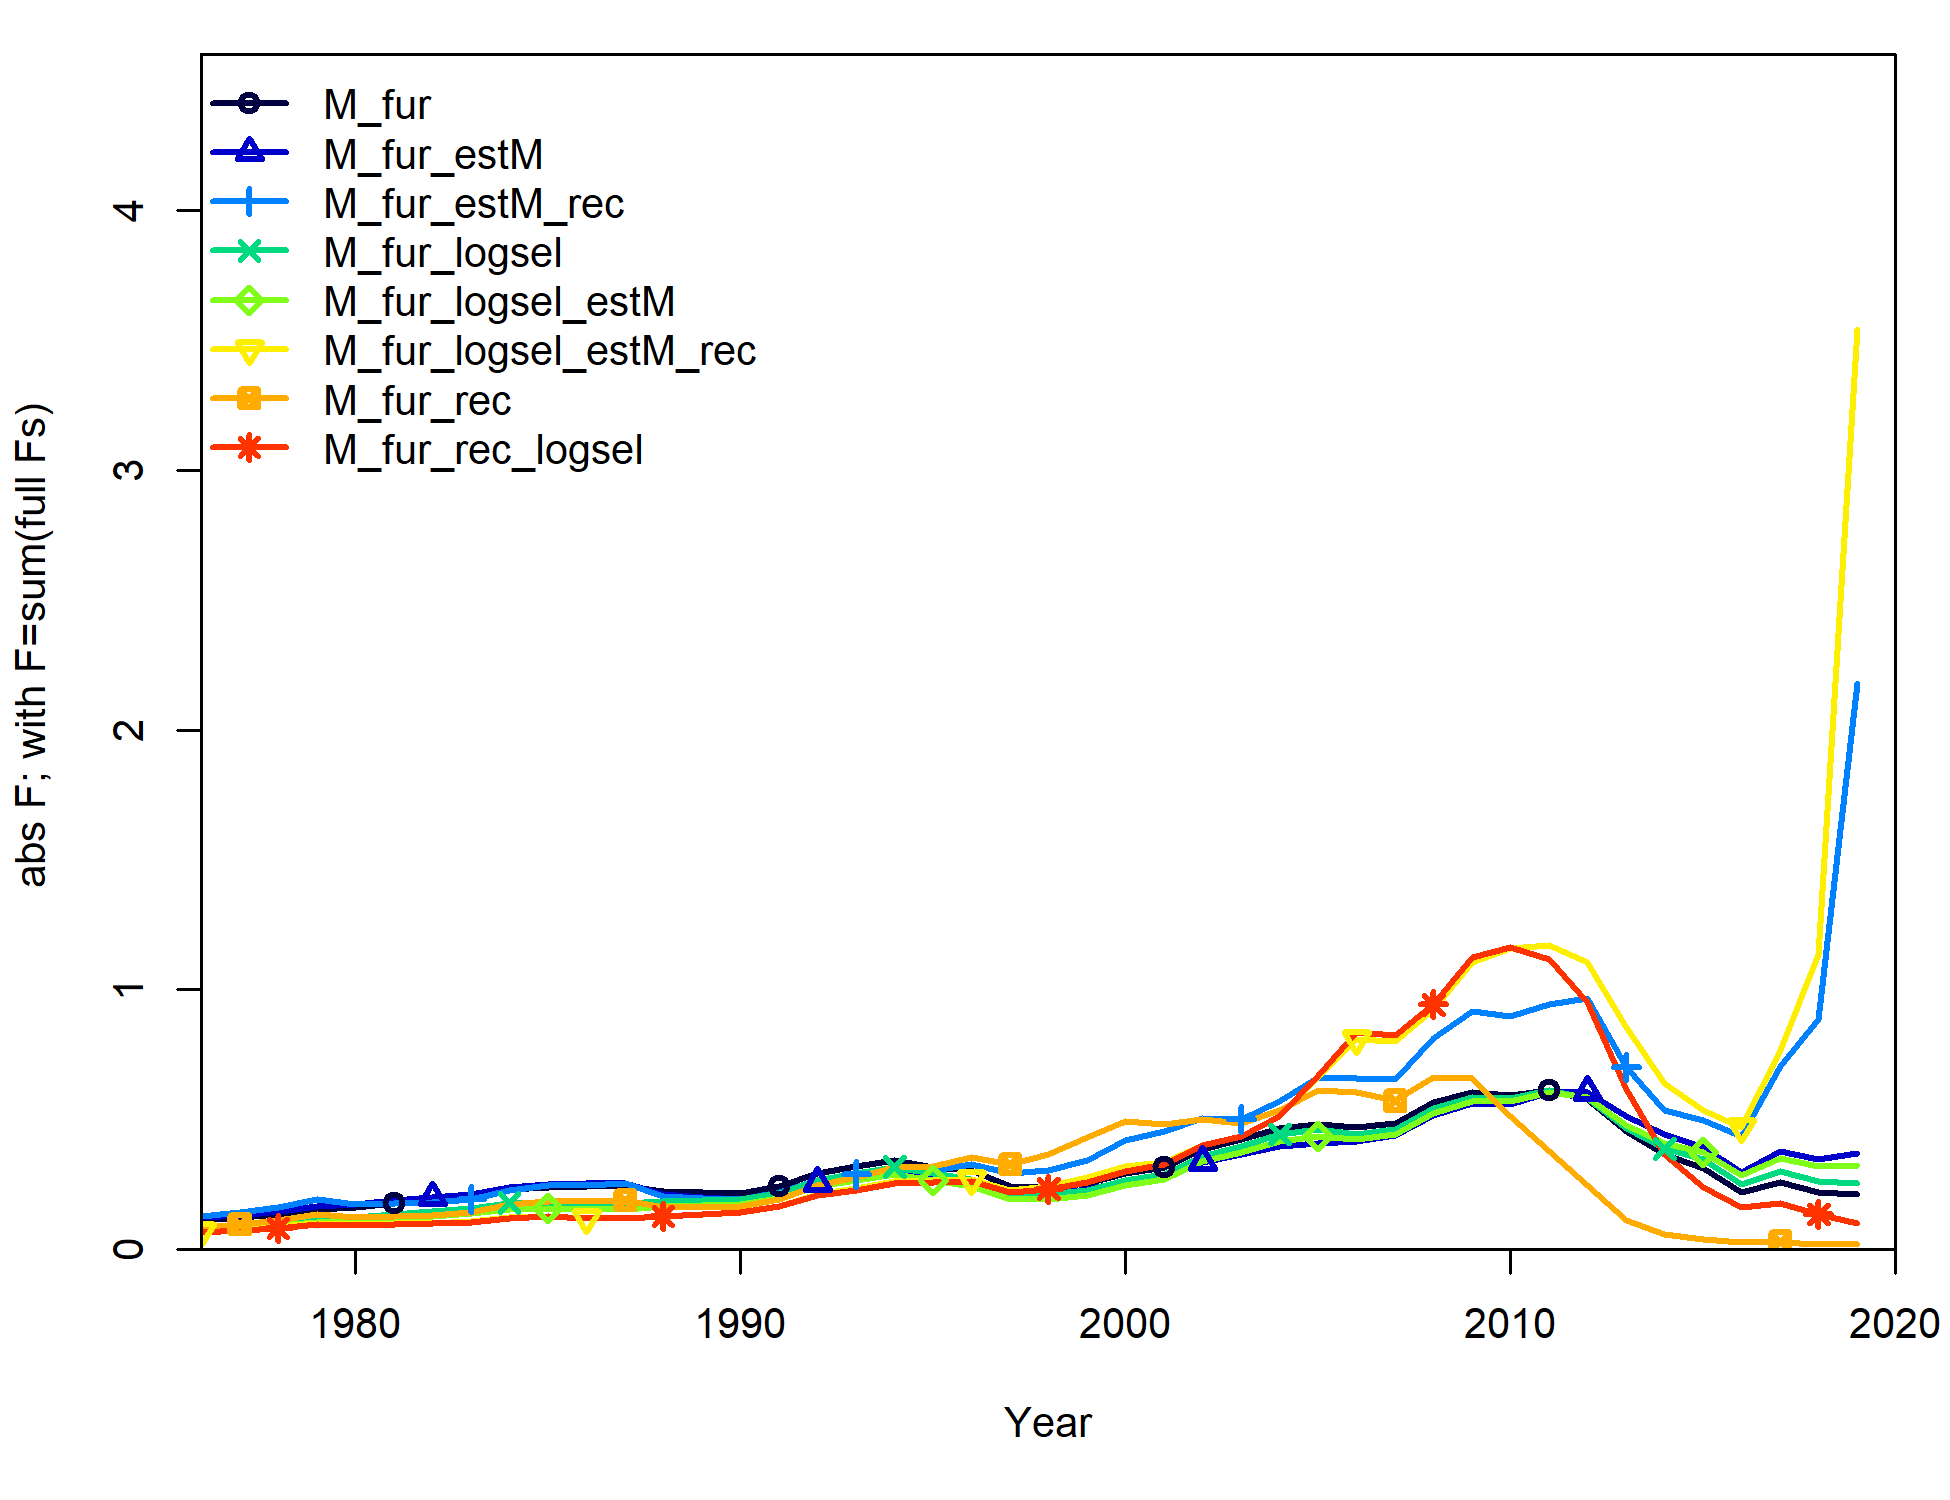 M_fur
M_fur_estM
M_fur_estM_rec
M_fur_logsel
M_fur_logsel_estM
M_fur_logsel_estM_rec
M_fur_rec
M_fur_rec_logsel
abs F; with F=sum(full Fs)
4
3
2
1
0
1980 1990 2000 2010 2020
Year